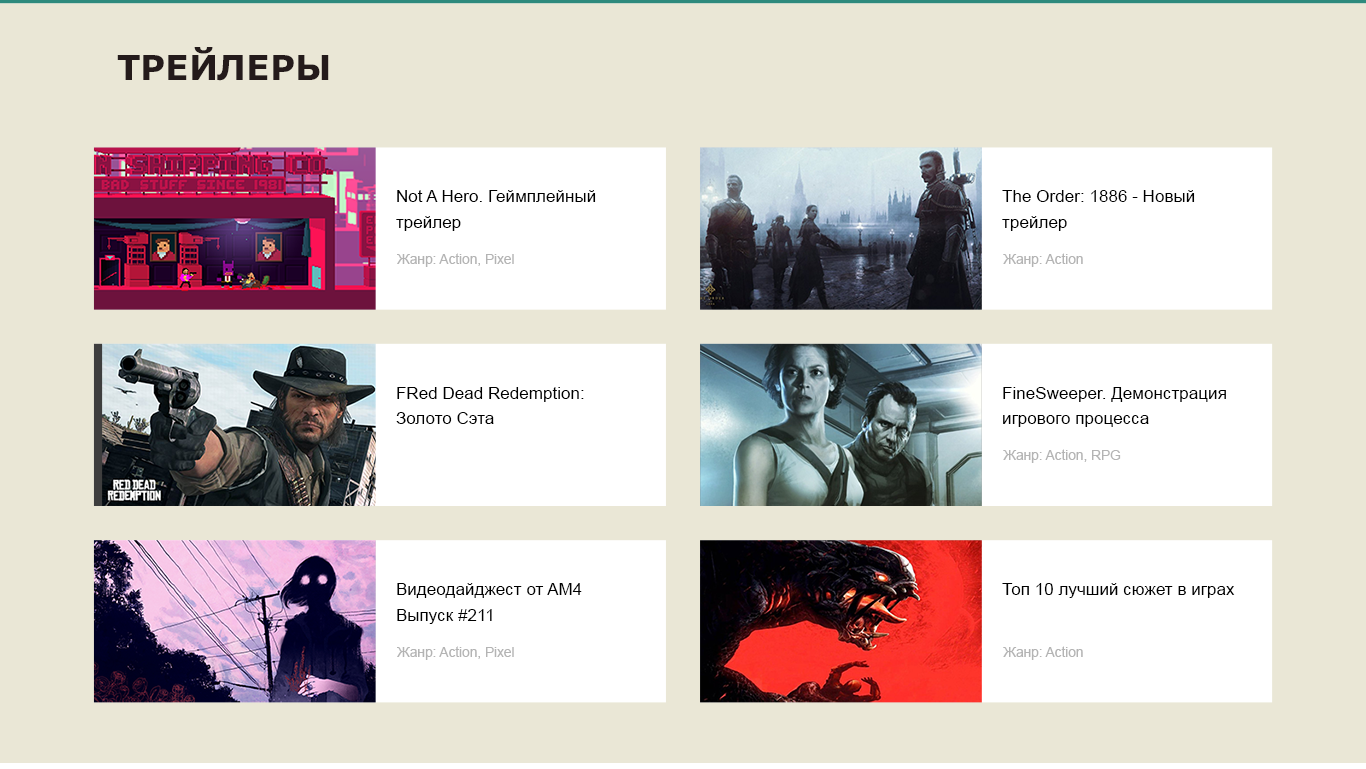 ТРЕЙЛЕРЫ
N SHIPPING CO.
BAD STUFF SINCE 1981
Not A Hero. Геймплейный
трейлер
Жанр: Action, Pixel
The Order: 1886 - Новый
трейлер
Жанр: Action
RED DEAD
REDEMPTION
FRed Dead Redemption:
Золото Сэта
FineSweeper. Демонстрация
игрового процесса
Жанр: Action, RPG
Видеодайджест от AM4
Выпуск #211
Жанр: Action, Pixel
Топ 10 лучший сюжет в играх
Жанр: Action